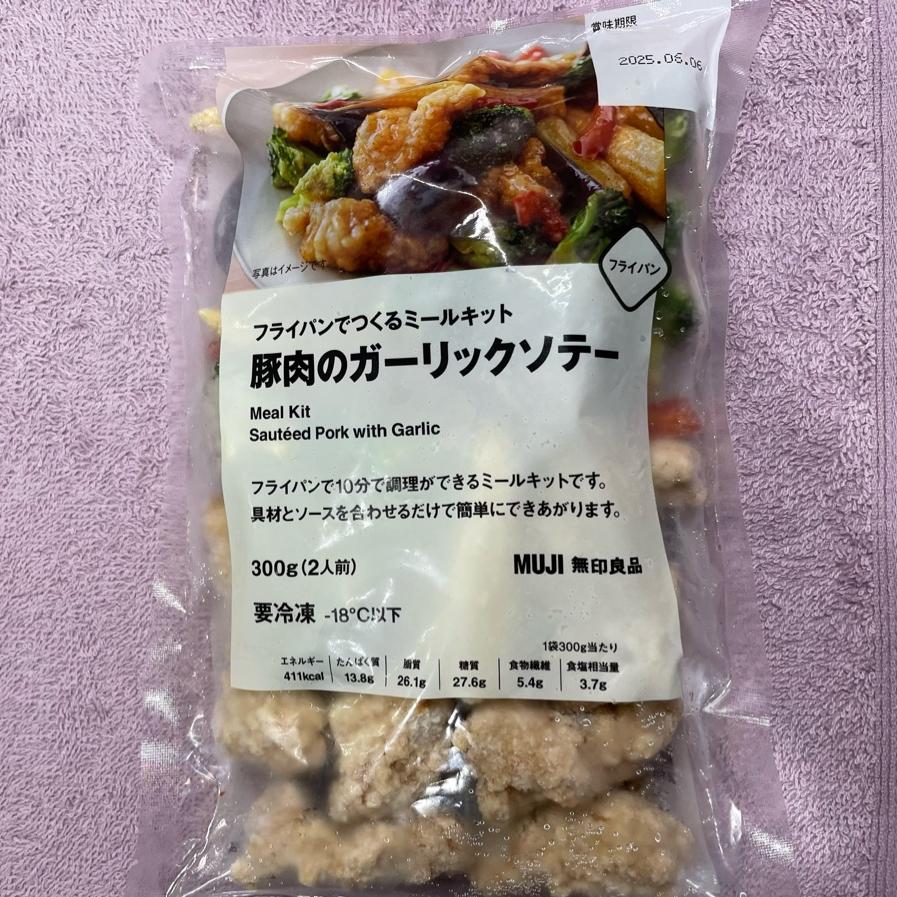 賞味期限
2025.06.06
写真はイメージです
フライパン
フライパンでつくるミールキット
豚肉のガーリックソテー
Meal Kit
Sautéed Pork with Garlic
フライパンで10分で調理ができるミールキットです。
具材とソースを合わせるだけで簡単にできあがります。
300g（2人前）
MUJI 無印良品
要冷凍 -18℃以下
1袋300g当たり
エネルギー たんぱく質 脂質 糖質 食物繊維 食塩相当量
411kcal 13.8g 26.1g 27.6g 5.4g 3.7g